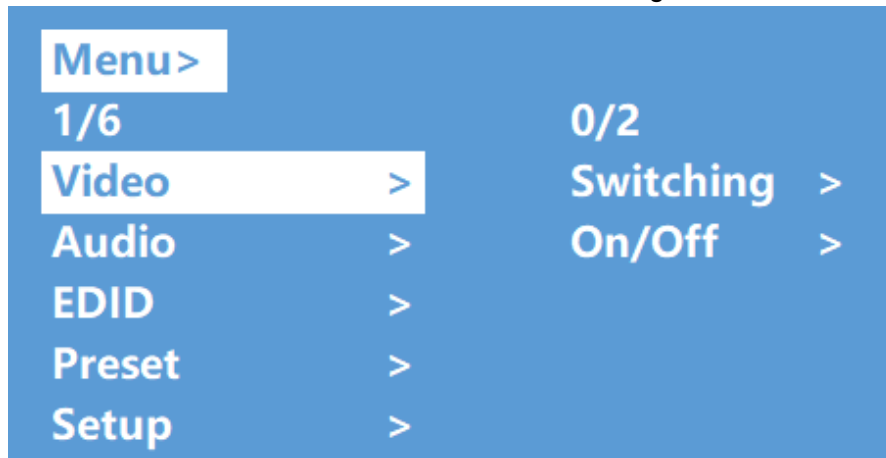 Menu>
1/6 0/2
Video > Switching >
Audio > On/Off >
EDID >
Preset >
Setup >